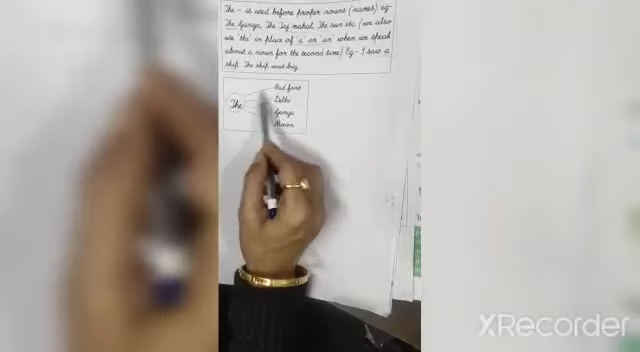 The - is used before proper nouns (names) eg-
The Ganga, The Taj mahal, The sun etc (we also
use 'the' in place of 'a' or 'an' when we speak
about a noun for the second time) Eg- I saw a
ship. The ship was big.
The
Red fort
Delhi
Ganga
Moon
XRecorder